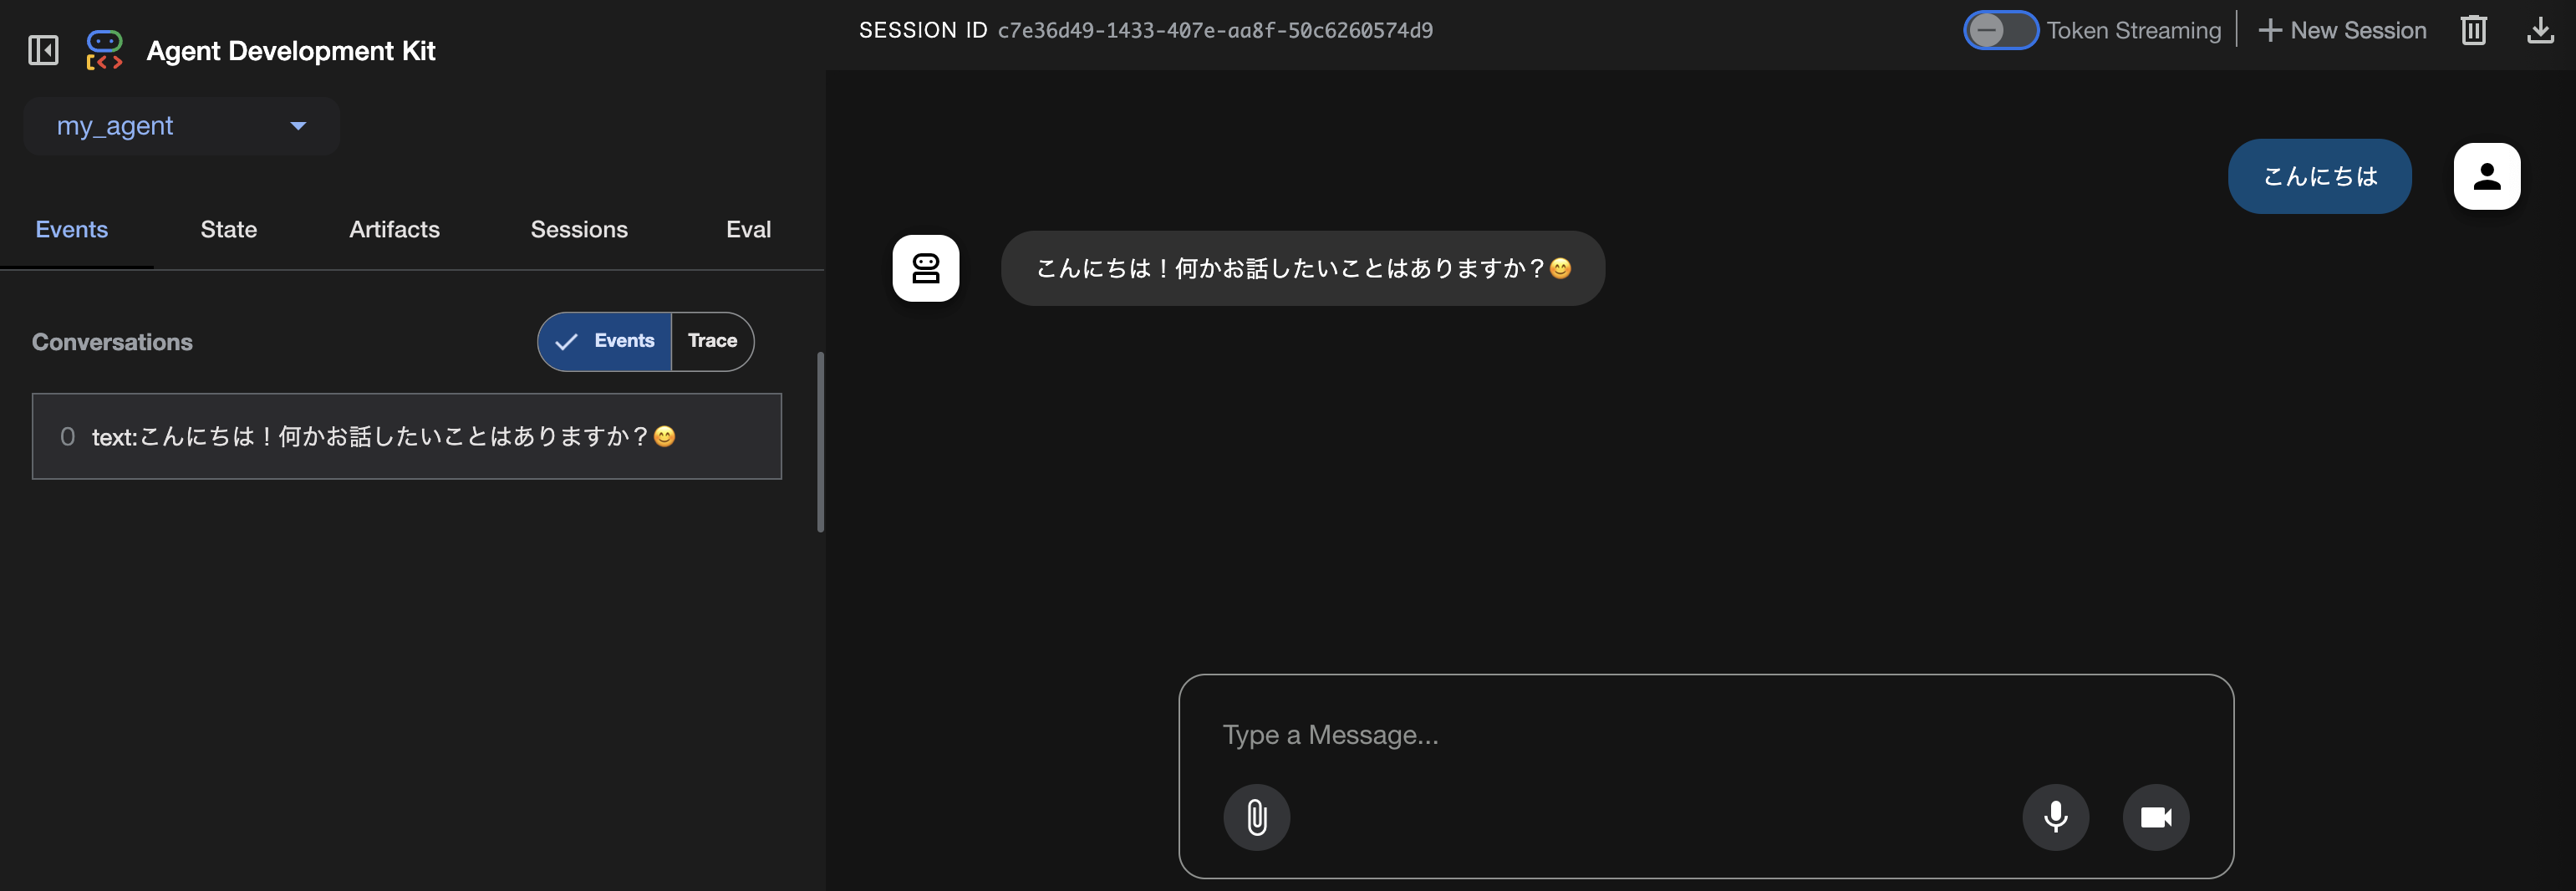 Agent Development Kit
SESSION ID c7e36d49-1433-407e-aa8f-50c6260574d9
Token Streaming
New Session
my_agent
Events State Artifacts Sessions Eval
Conversations
Events Trace
0 text:こんにちは！何かお話したいことはありますか？😊
こんにちは
こんにちは！何かお話したいことはありますか？😊
Type a Message...